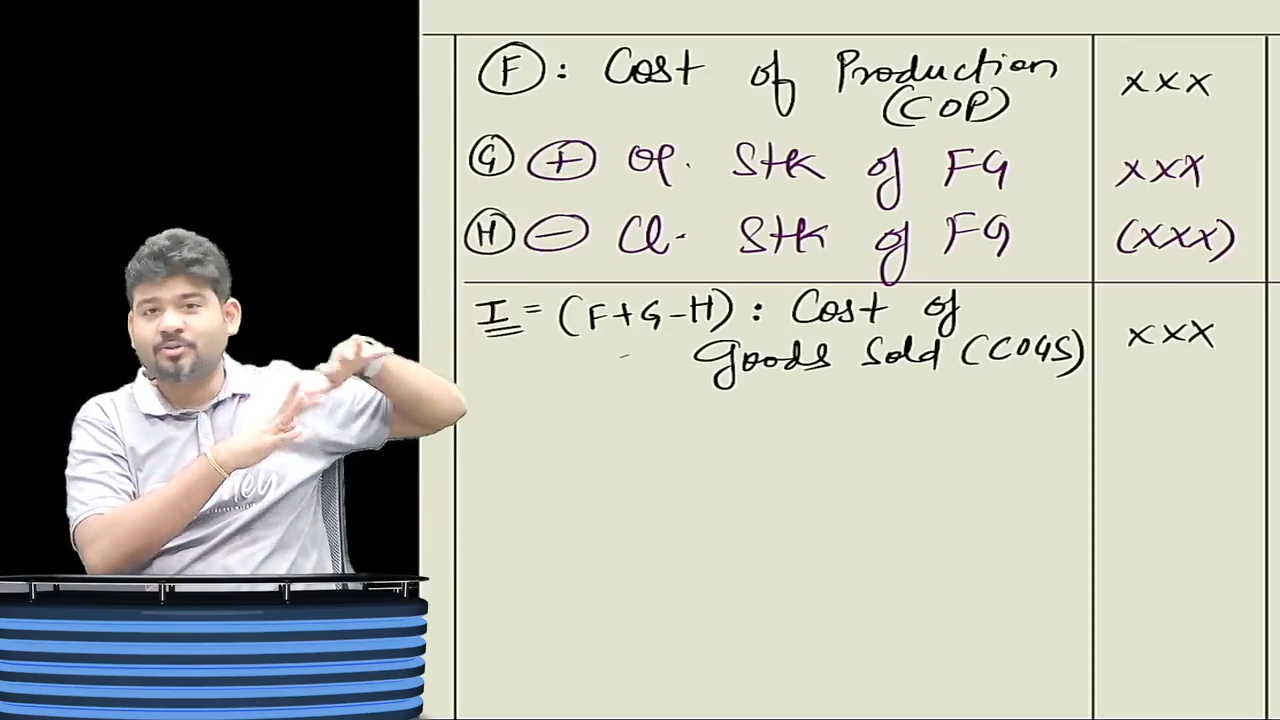 F : Cost of Production xxx
(COP)
G + Op. Stk of FG xxx
H - Cl. Stk of FG (xxx)
I = (F+G-H) : Cost of
Goods Sold (COGS) xxx